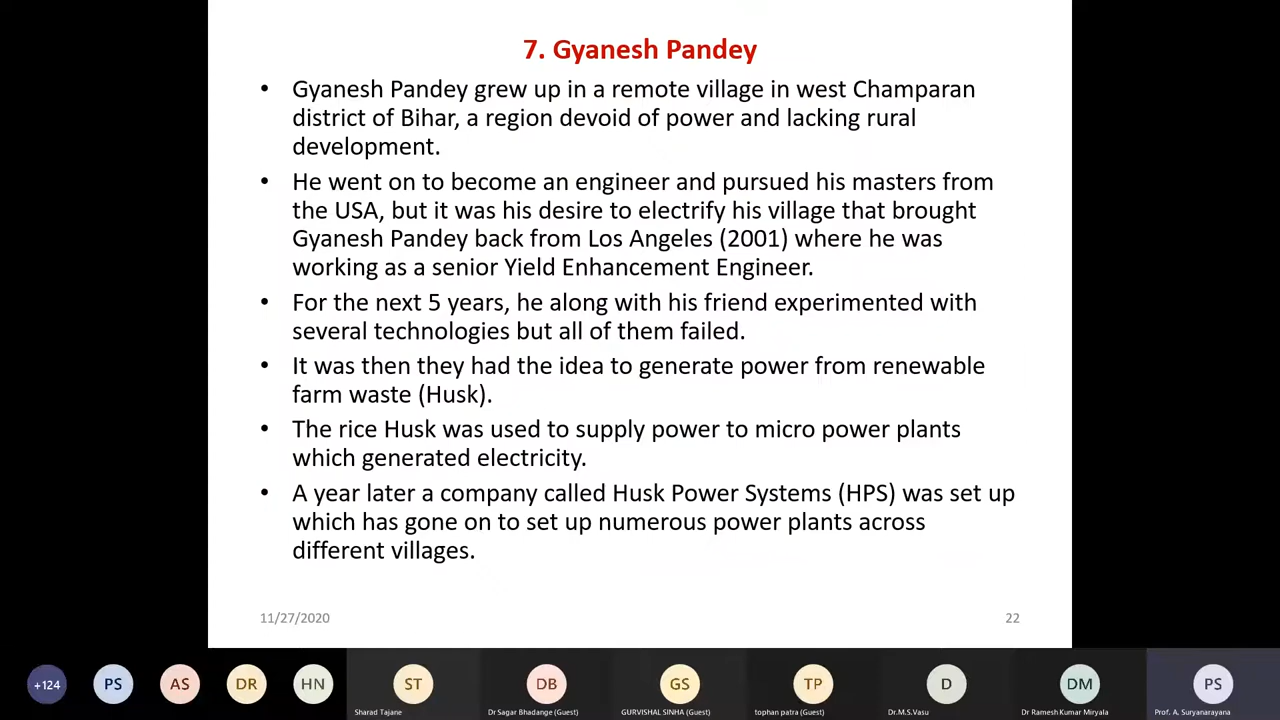 7. Gyanesh Pandey
• Gyanesh Pandey grew up in a remote village in west Champaran
district of Bihar, a region devoid of power and lacking rural
development.
• He went on to become an engineer and pursued his masters from
the USA, but it was his desire to electrify his village that brought
Gyanesh Pandey back from Los Angeles (2001) where he was
working as a senior Yield Enhancement Engineer.
• For the next 5 years, he along with his friend experimented with
several technologies but all of them failed.
• It was then they had the idea to generate power from renewable
farm waste (Husk).
• The rice Husk was used to supply power to micro power plants
which generated electricity.
• A year later a company called Husk Power Systems (HPS) was set up
which has gone on to set up numerous power plants across
different villages.
11/27/2020 22
+124 PS AS DR HN ST DB GS TP D DM PS
Sharad Tajane Dr Sagar Bhadange (Guest) GURVISHAL SINHA (Guest) tophan patra (Guest) Dr.M.S.Vasu Dr Ramesh Kumar Miryala Prof. A. Suryanarayana